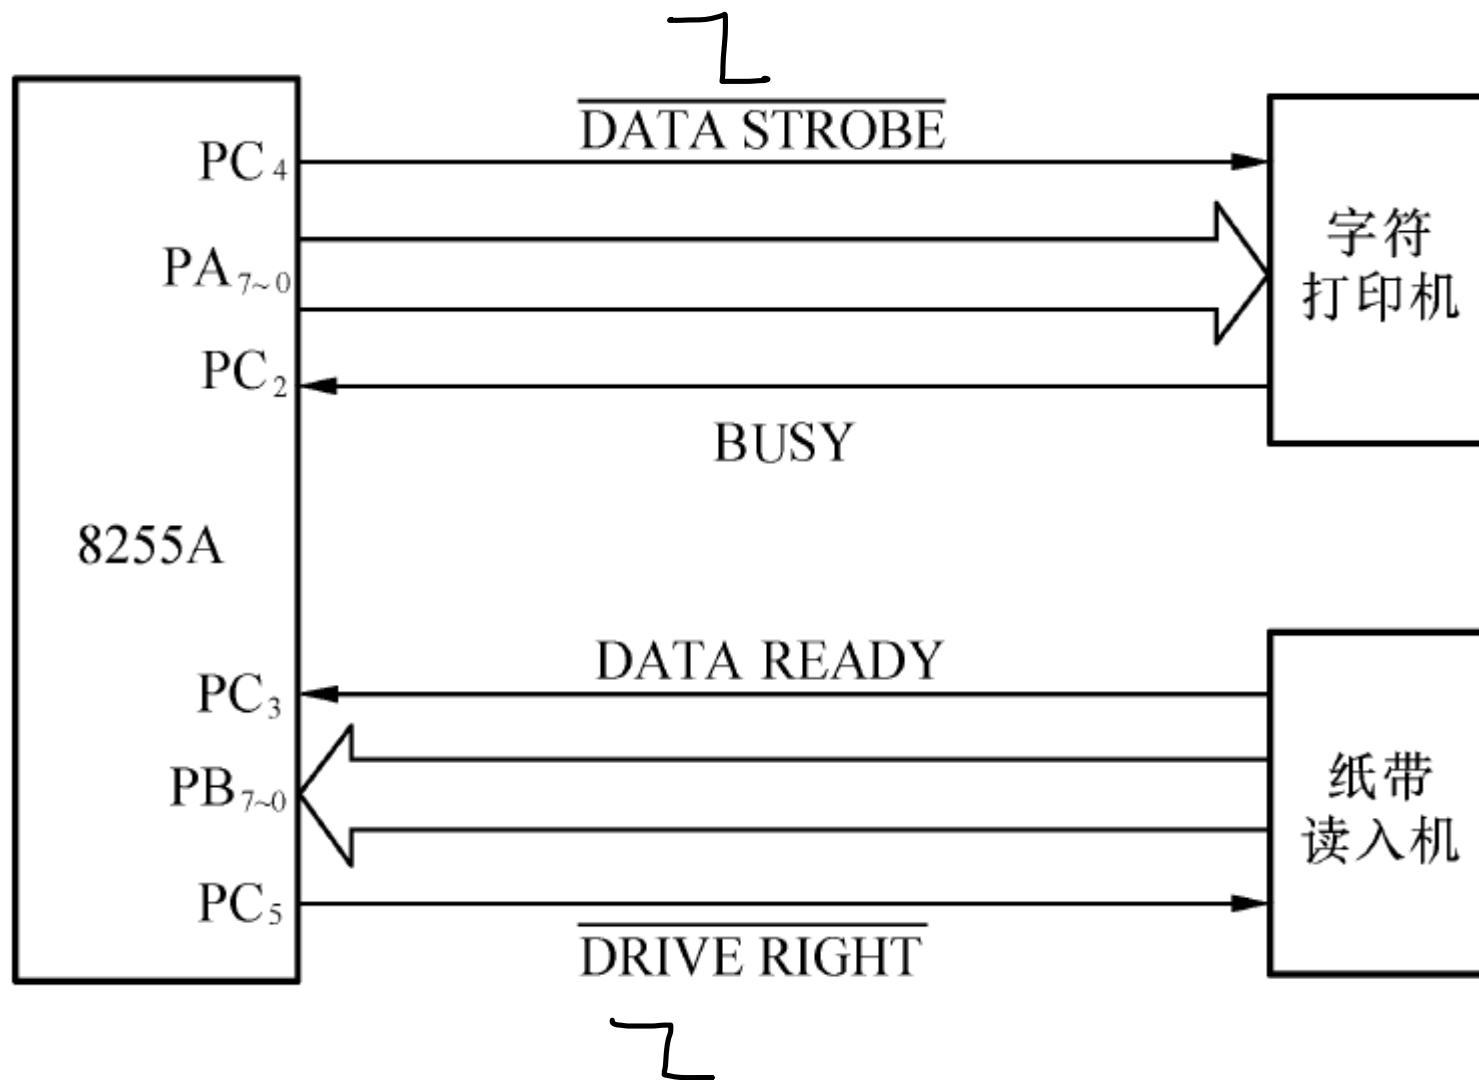 DATA STROBE
PC4
PA7~0
字符
打印机
PC2
BUSY
8255A
DATA READY
PC3
PB7~0
纸带
读入机
PC5
DRIVE RIGHT